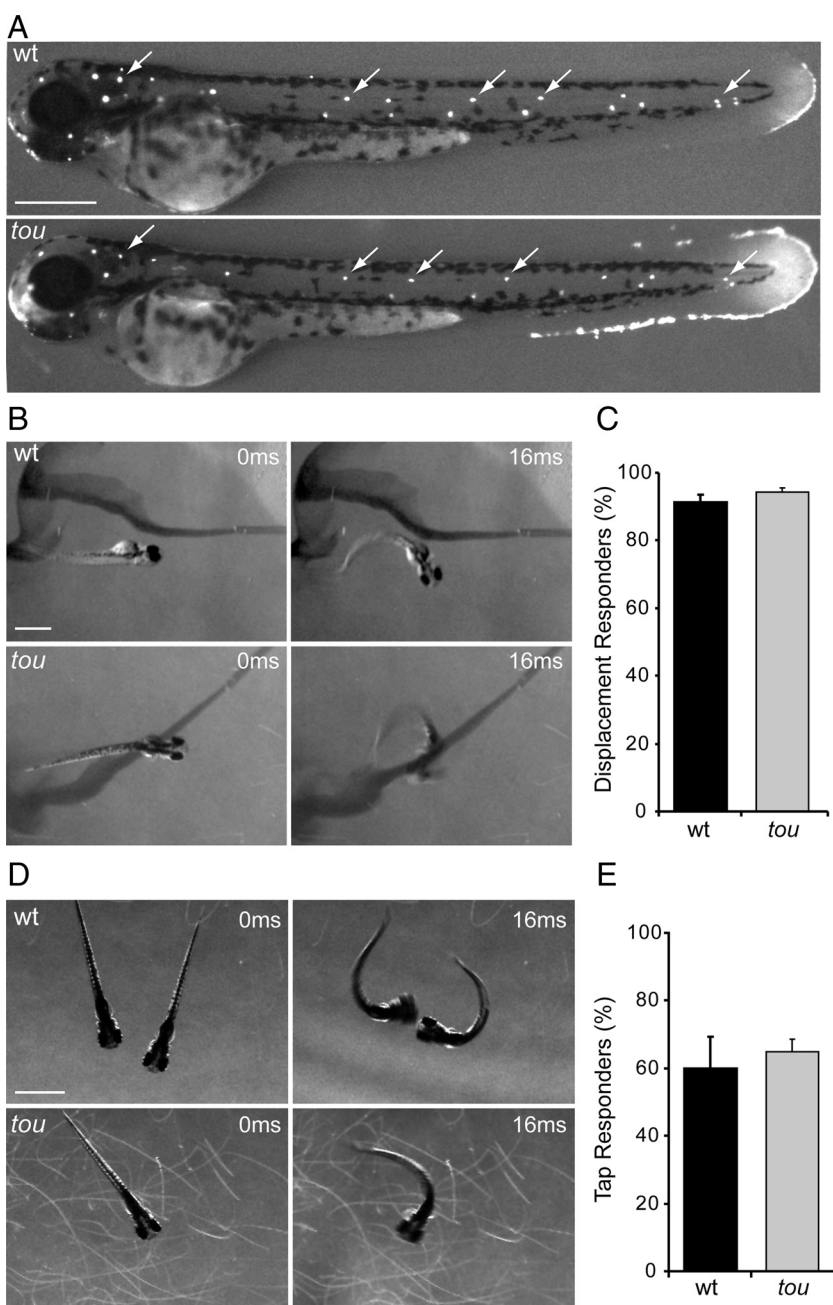 A
wt
tou
B
wt
0ms
16ms
tou
0ms
16ms
C
Displacement Responders (%)
100
80
60
40
20
0
wt
tou
D
wt
0ms
16ms
tou
0ms
16ms
E
Tap Responders (%)
100
80
60
40
20
0
wt
tou